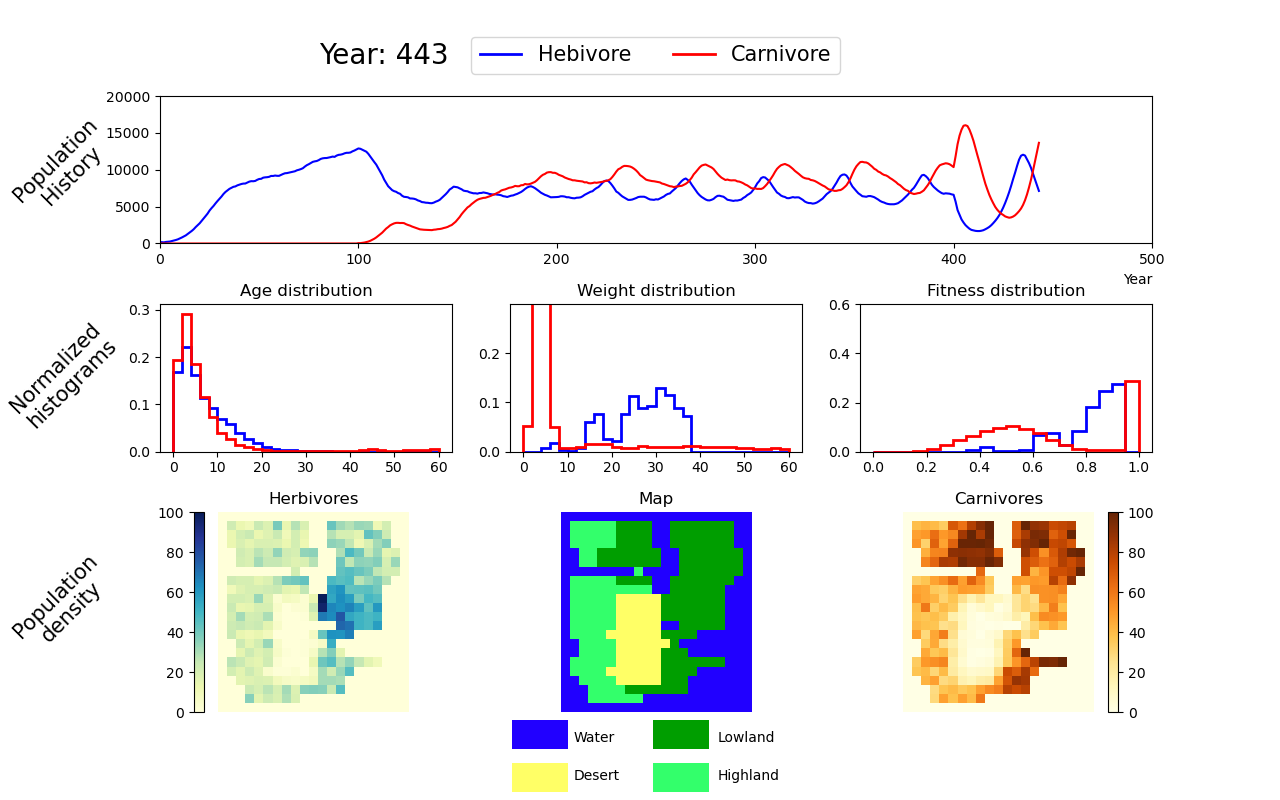 Year: 443
Hebivore
Carnivore
Population
History
20000
15000
10000
5000
0
0
100
200
300
400
500
Year
Normalized
histograms
Age distribution
0.3
0.2
0.1
0.0
0
10
20
30
40
50
60
Weight distribution
0.2
0.1
0.0
0
10
20
30
40
50
60
Fitness distribution
0.6
0.4
0.2
0.0
0.0
0.2
0.4
0.6
0.8
1.0
Population
density
Herbivores
100
80
60
40
20
0
Map
Carnivores
100
80
60
40
20
0
Water
Lowland
Desert
Highland